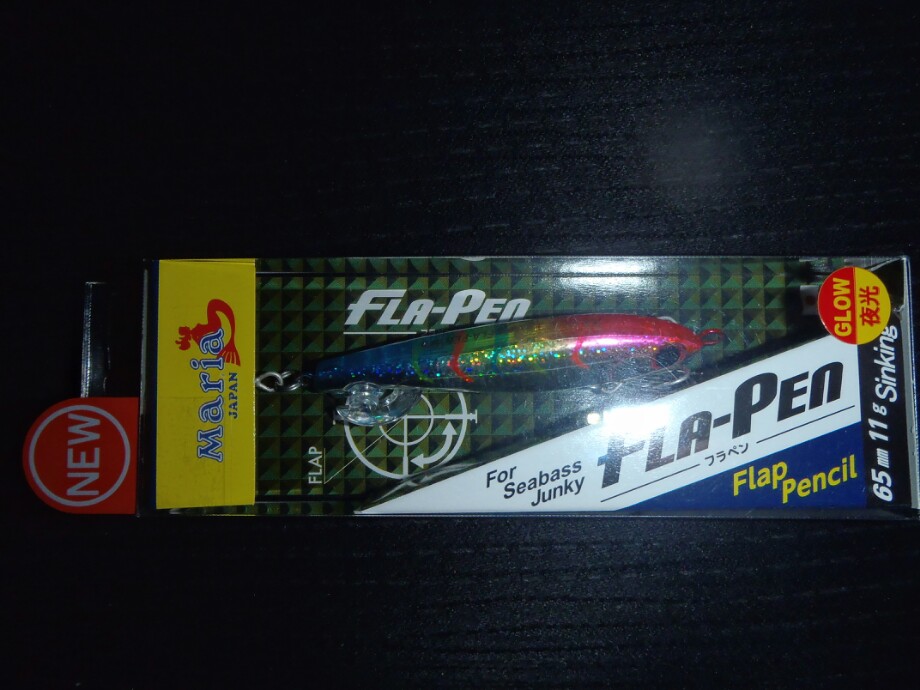 NEW
Maria
JAPAN
FLAP
FLA-PEN
For
Seabass
Junky
FLA-PEN
フラペン
Flap
Pencil
GLOW
夜光
65mm 11g Sinking